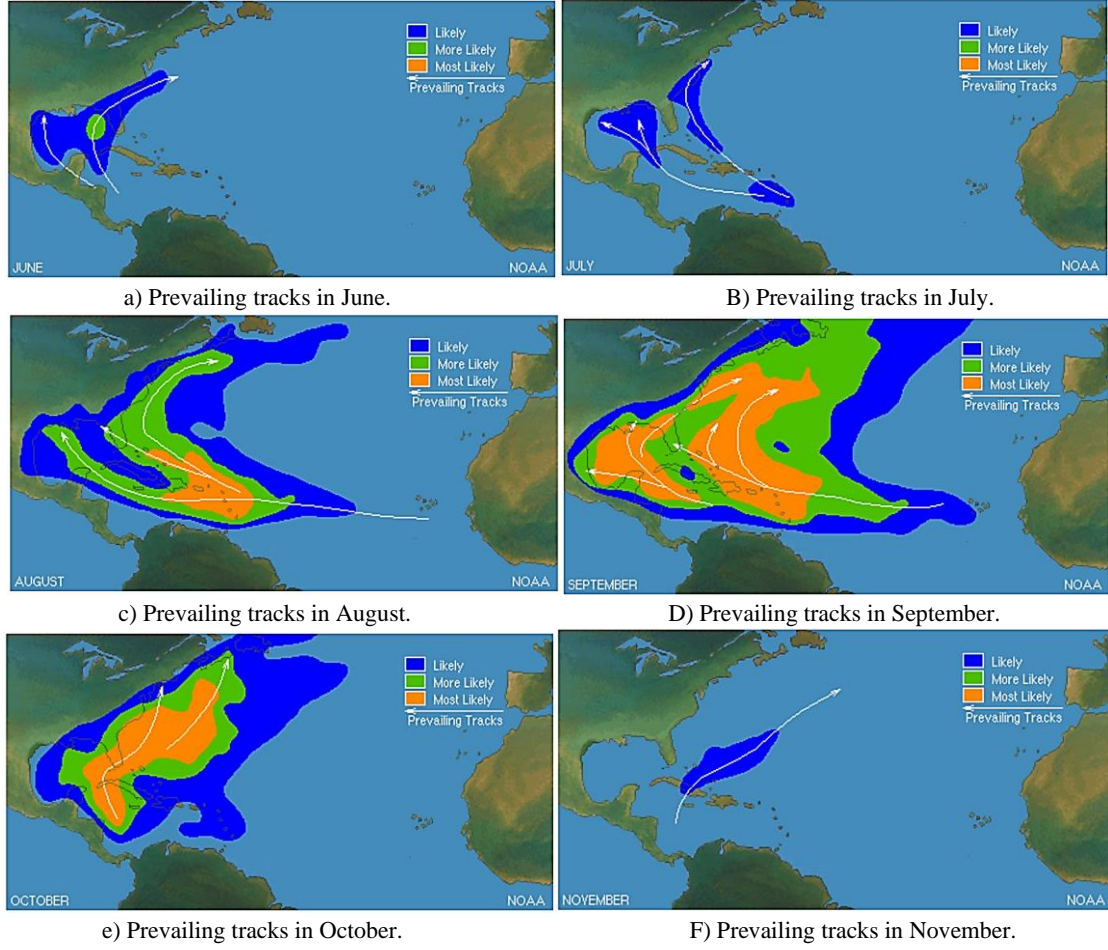 Likely
More Likely
Most Likely
Prevailing Tracks
JUNE
NOAA
Likely
More Likely
Most Likely
Prevailing Tracks
JULY
NOAA
a) Prevailing tracks in June.
B) Prevailing tracks in July.
Likely
More Likely
Most Likely
Prevailing Tracks
AUGUST
NOAA
Likely
More Likely
Most Likely
Prevailing Tracks
SEPTEMBER
NOAA
c) Prevailing tracks in August.
D) Prevailing tracks in September.
Likely
More Likely
Most Likely
Prevailing Tracks
OCTOBER
NOAA
Likely
More Likely
Most Likely
Prevailing Tracks
NOVEMBER
NOAA
e) Prevailing tracks in October.
F) Prevailing tracks in November.